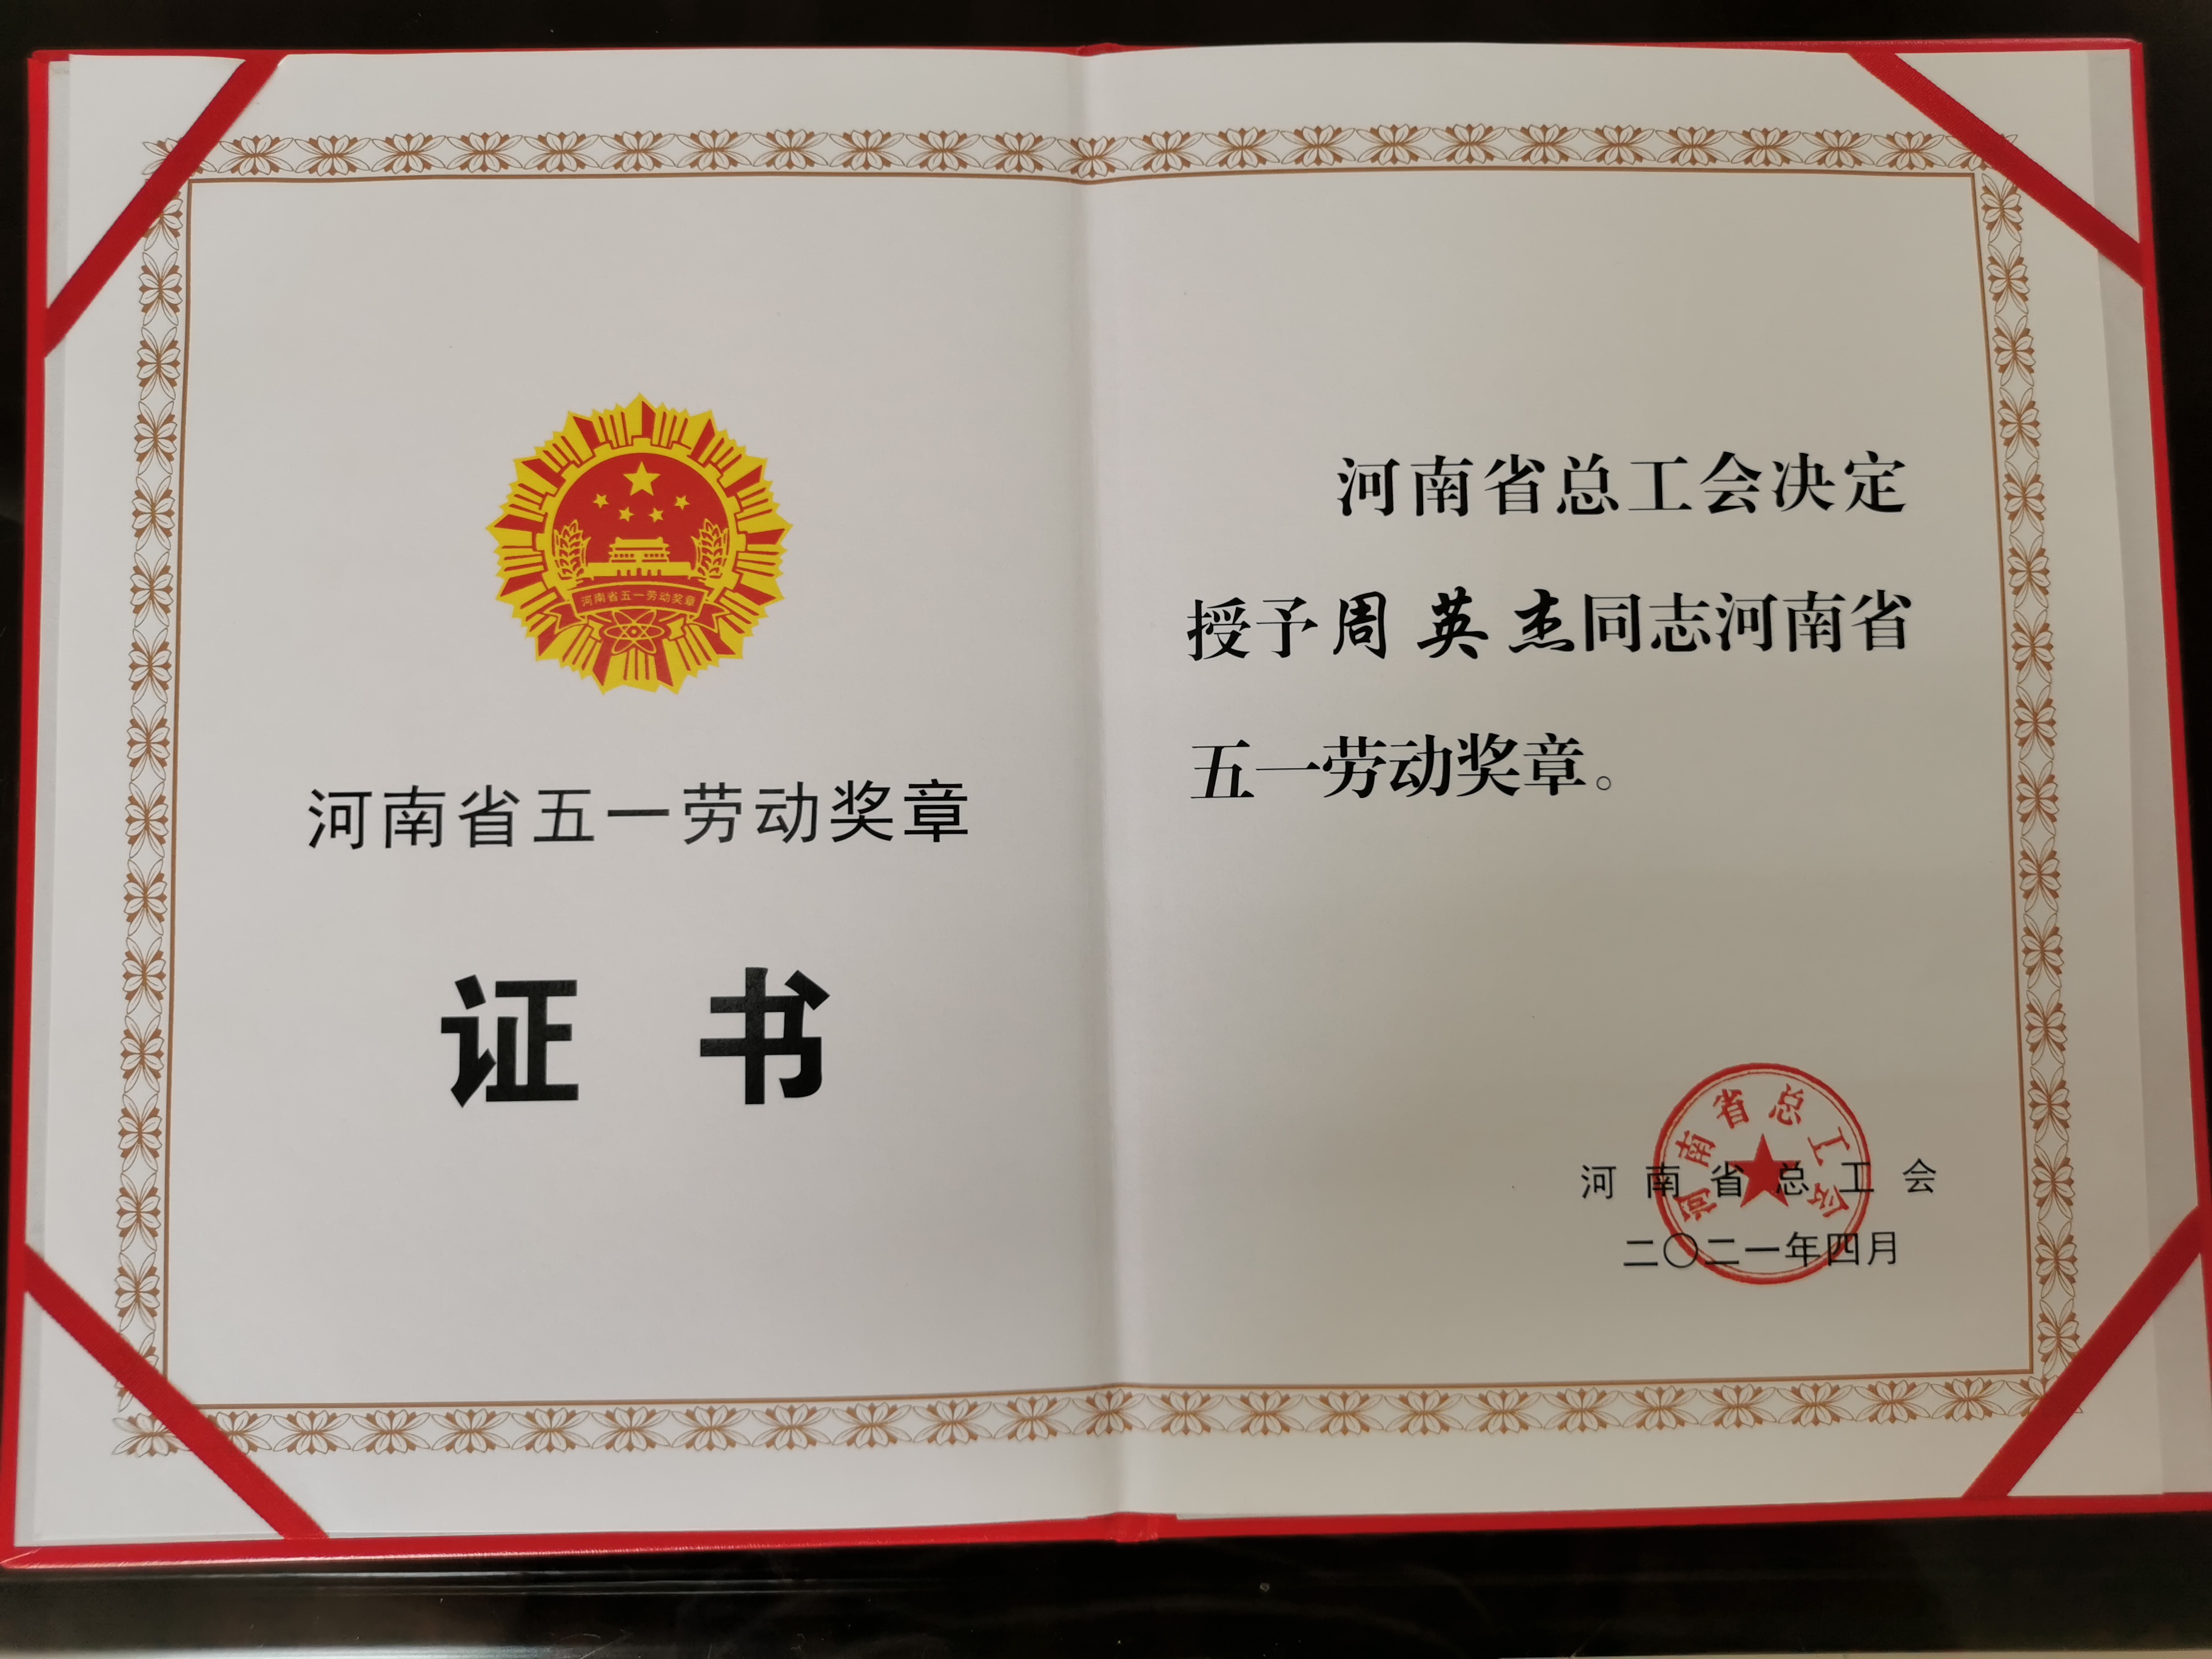 河南省五一劳动奖章
河南省五一劳动奖章
证 书
河南省总工会决定
授予周 英 杰同志河南省
五一劳动奖章。
河南省总工会
河南省总工会
二〇二一年四月